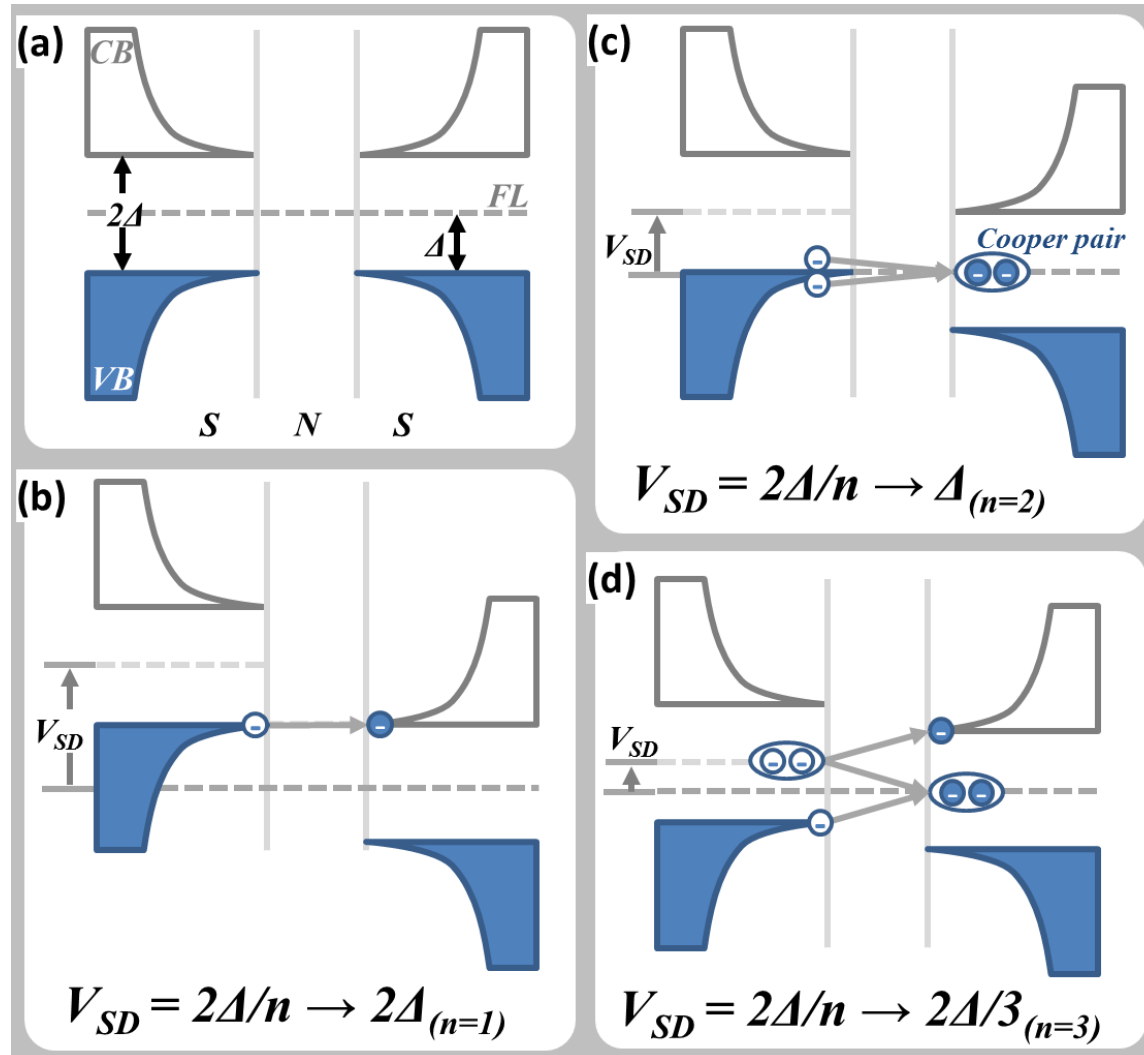 (a)
CB
2Δ
FL
Δ
VB
S N S
(b)
V_SD
- -
V_SD = 2Δ/n → 2Δ_(n=1)
(c)
V_SD
Cooper pair
- - - -
V_SD = 2Δ/n → Δ_(n=2)
(d)
V_SD
- - -
- - -
V_SD = 2Δ/n → 2Δ/3_(n=3)